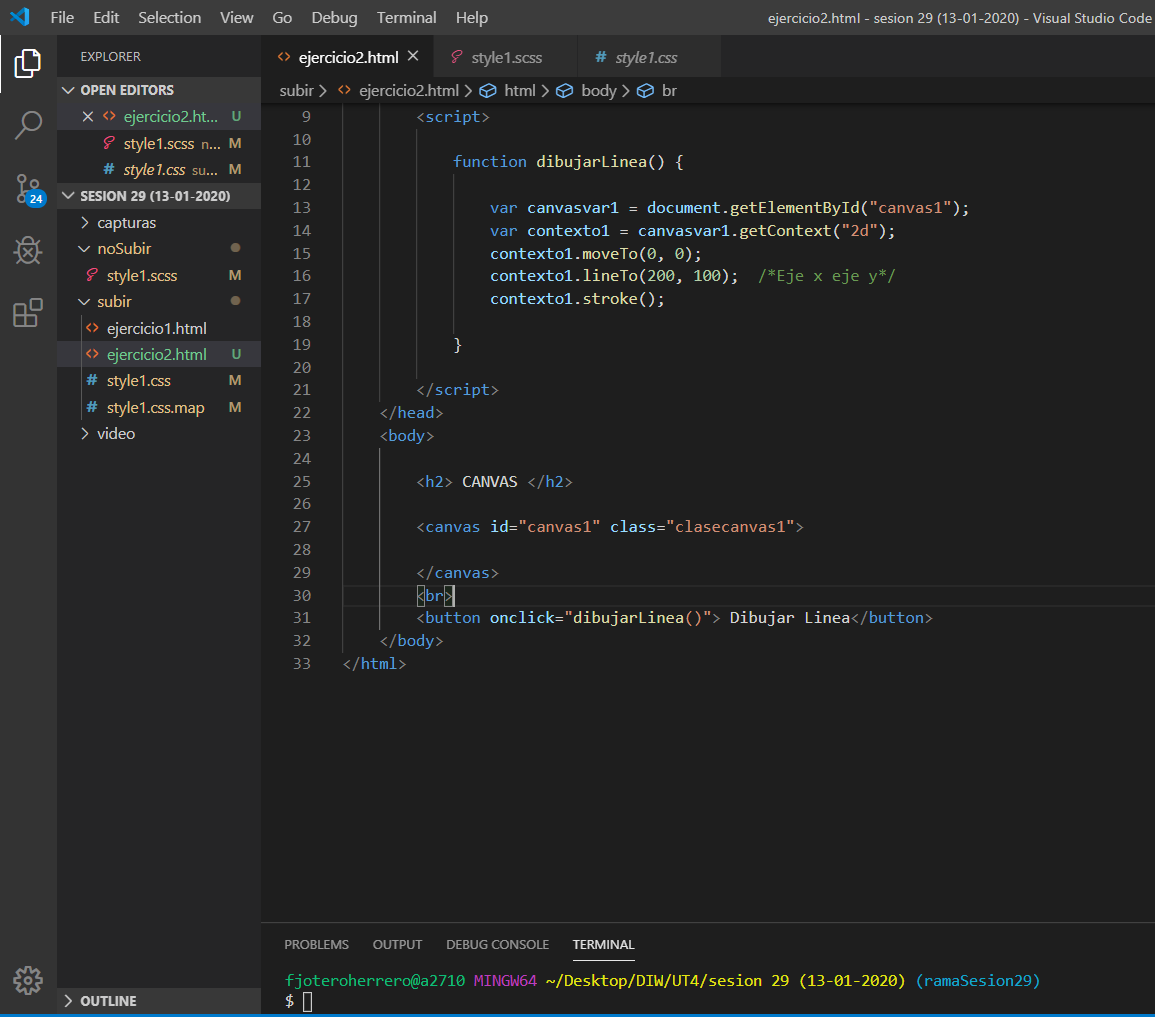 File Edit Selection View Go Debug Terminal Help ejercicio2.html - sesion 29 (13-01-2020) - Visual Studio Code
EXPLORER
OPEN EDITORS
ejercicio2.ht... U
style1.scss n... M
style1.css su... M
SESION 29 (13-01-2020)
capturas
noSubir
style1.scss M
subir
ejercicio1.html
ejercicio2.html U
style1.css M
style1.css.map M
video
OUTLINE
24
ejercicio2.html style1.scss style1.css
subir > ejercicio2.html > html > body > br
9 <script>
10
11 function dibujarLinea() {
12
13 var canvasvar1 = document.getElementById("canvas1");
14 var contexto1 = canvasvar1.getContext("2d");
15 contexto1.moveTo(0, 0);
16 contexto1.lineTo(200, 100); /*Eje x eje y*/
17 contexto1.stroke();
18
19 }
20
21 </script>
22 </head>
23 <body>
24
25 <h2> CANVAS </h2>
26
27 <canvas id="canvas1" class="clasecanvas1">
28
29 </canvas>
30 <br>
31 <button onclick="dibujarLinea()"> Dibujar Linea</button>
32 </body>
33 </html>
PROBLEMS OUTPUT DEBUG CONSOLE TERMINAL
fjoteroherrero@a2710 MINGW64 ~/Desktop/DIW/UT4/sesion 29 (13-01-2020) (ramaSesion29)
$